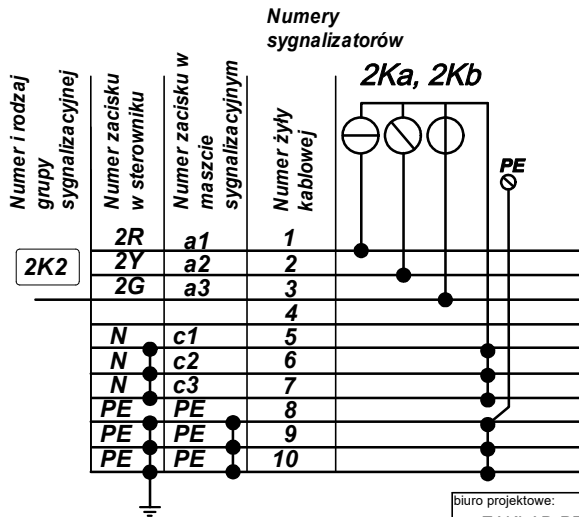 Numery
sygnalizatorów
2Ka, 2Kb
Numer i rodzaj
grupy
sygnalizacyjnej
Numer zacisku
w sterowniku
Numer zacisku w
maszcie
sygnalizacyjnym
Numer żyły
kablowej
PE
2K2
2R a1 1
2Y a2 2
2G a3 3
4
N c1 5
N c2 6
N c3 7
PE PE 8
PE PE 9
PE PE 10
biuro projektowe: